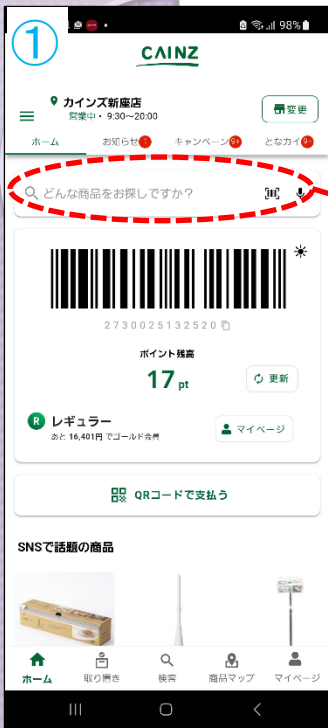 ①
98%
CAINZ
カインズ新座店
営業中・9:30~20:00
変更
ホーム お知らせ 1 キャンペーン 9+ となカイ 9+
どんな商品をお探しですか?
2730025132520
ポイント残高
17 pt
更新
R レギュラー
あと 16,401円 でゴールド会員
マイページ
QRコードで支払う
SNSで話題の商品
ホーム 取り置き 検索 商品マップ マイページ